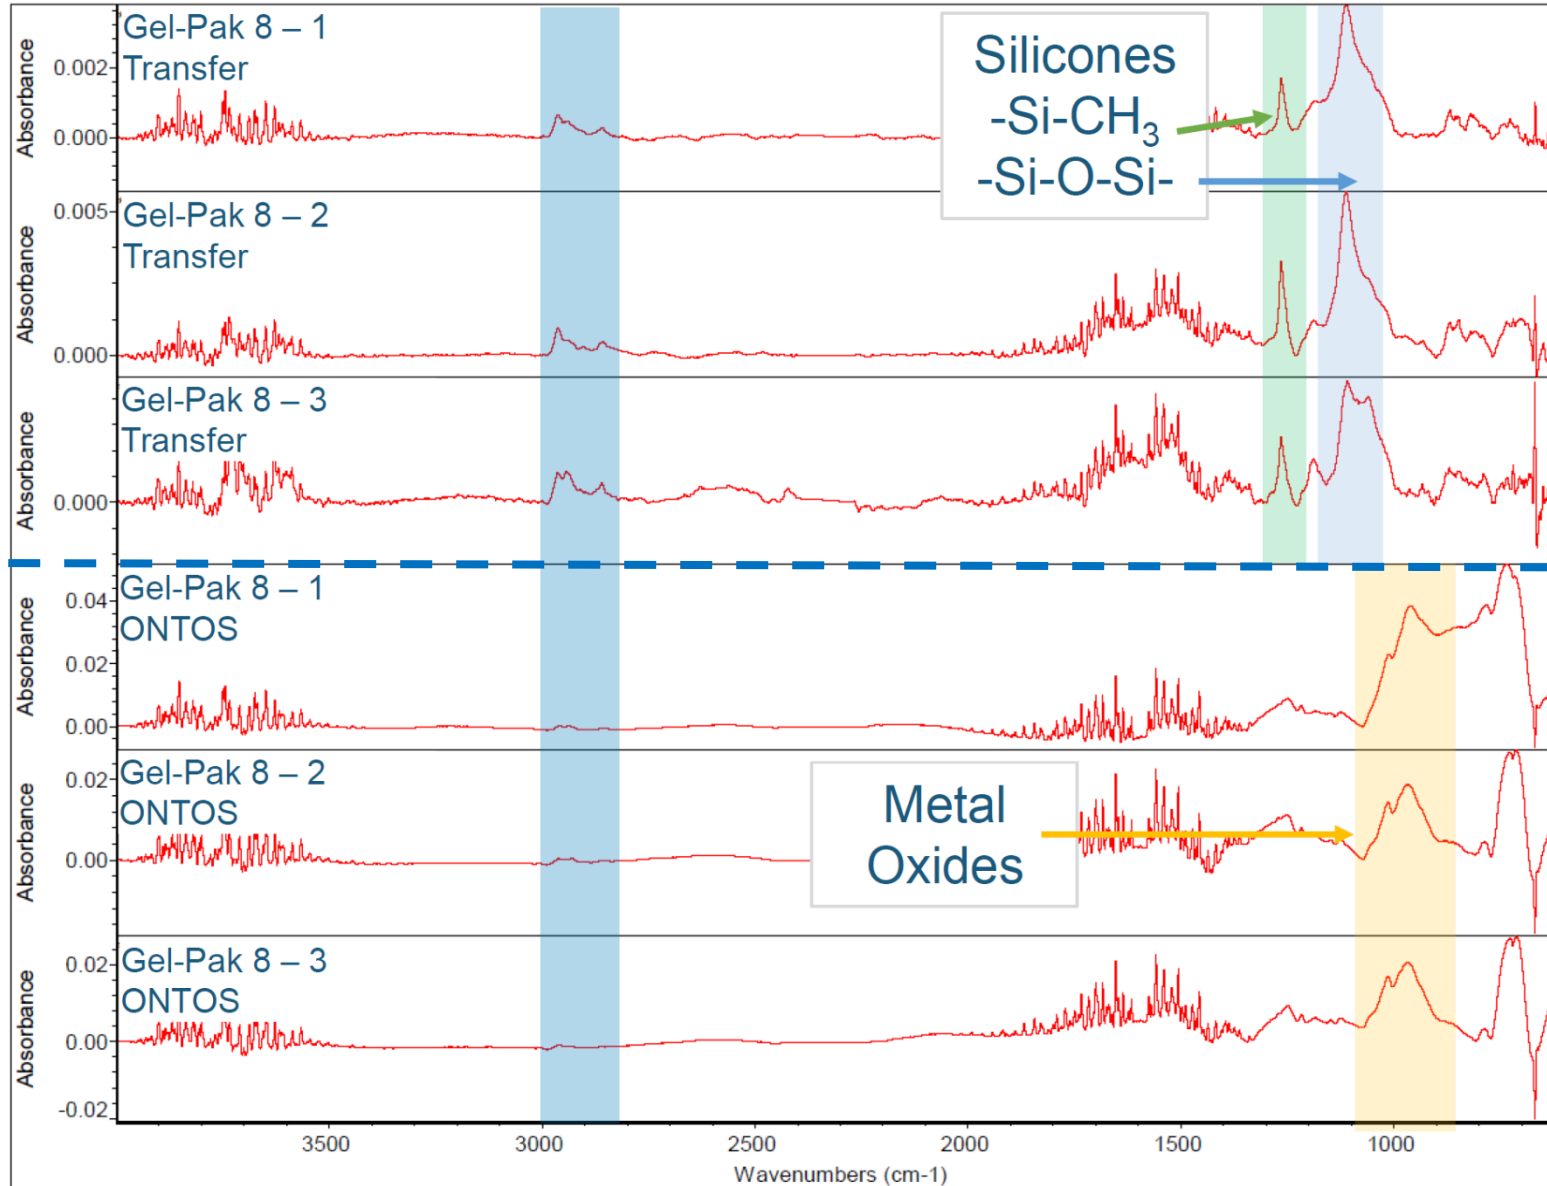 Gel-Pak 8 – 1
Transfer
Absorbance
0.002
0.000
Silicones
-Si-CH3
-Si-O-Si-
Gel-Pak 8 – 2
Transfer
Absorbance
0.005
0.000
Gel-Pak 8 – 3
Transfer
Absorbance
0.000
Gel-Pak 8 – 1
ONTOS
Absorbance
0.04
0.02
0.00
Gel-Pak 8 – 2
ONTOS
Absorbance
0.02
0.00
Metal
Oxides
Gel-Pak 8 – 3
ONTOS
Absorbance
0.02
0.00
-0.02
3500 3000 2500 2000 1500 1000
Wavenumbers (cm-1)